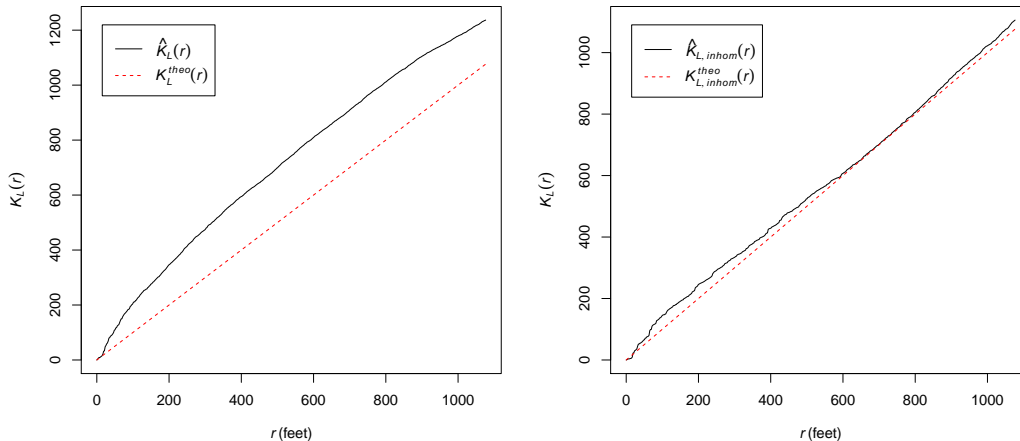 K̂_L(r)
K_L^theo(r)
K_L(r)
0 200 400 600 800 1000 1200
0 200 400 600 800 1000
r (feet)
K̂_L, inhom(r)
K_L, inhom^theo(r)
K_L(r)
0 200 400 600 800 1000
0 200 400 600 800 1000
r (feet)